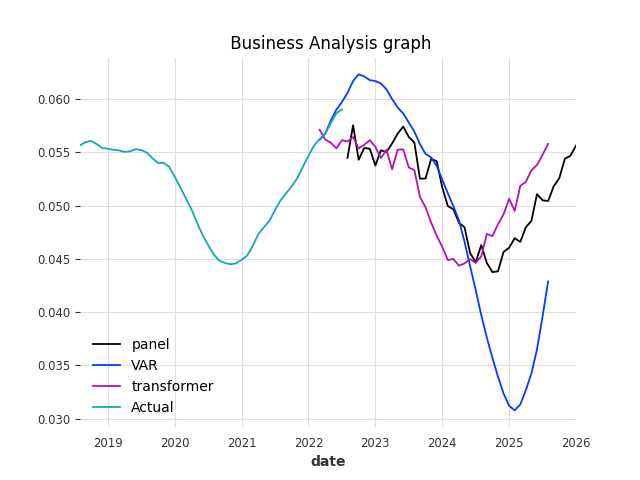 Business Analysis graph
0.060
0.055
0.050
0.045
0.040
0.035
0.030
panel
VAR
transformer
Actual
2019 2020 2021 2022 2023 2024 2025 2026
date